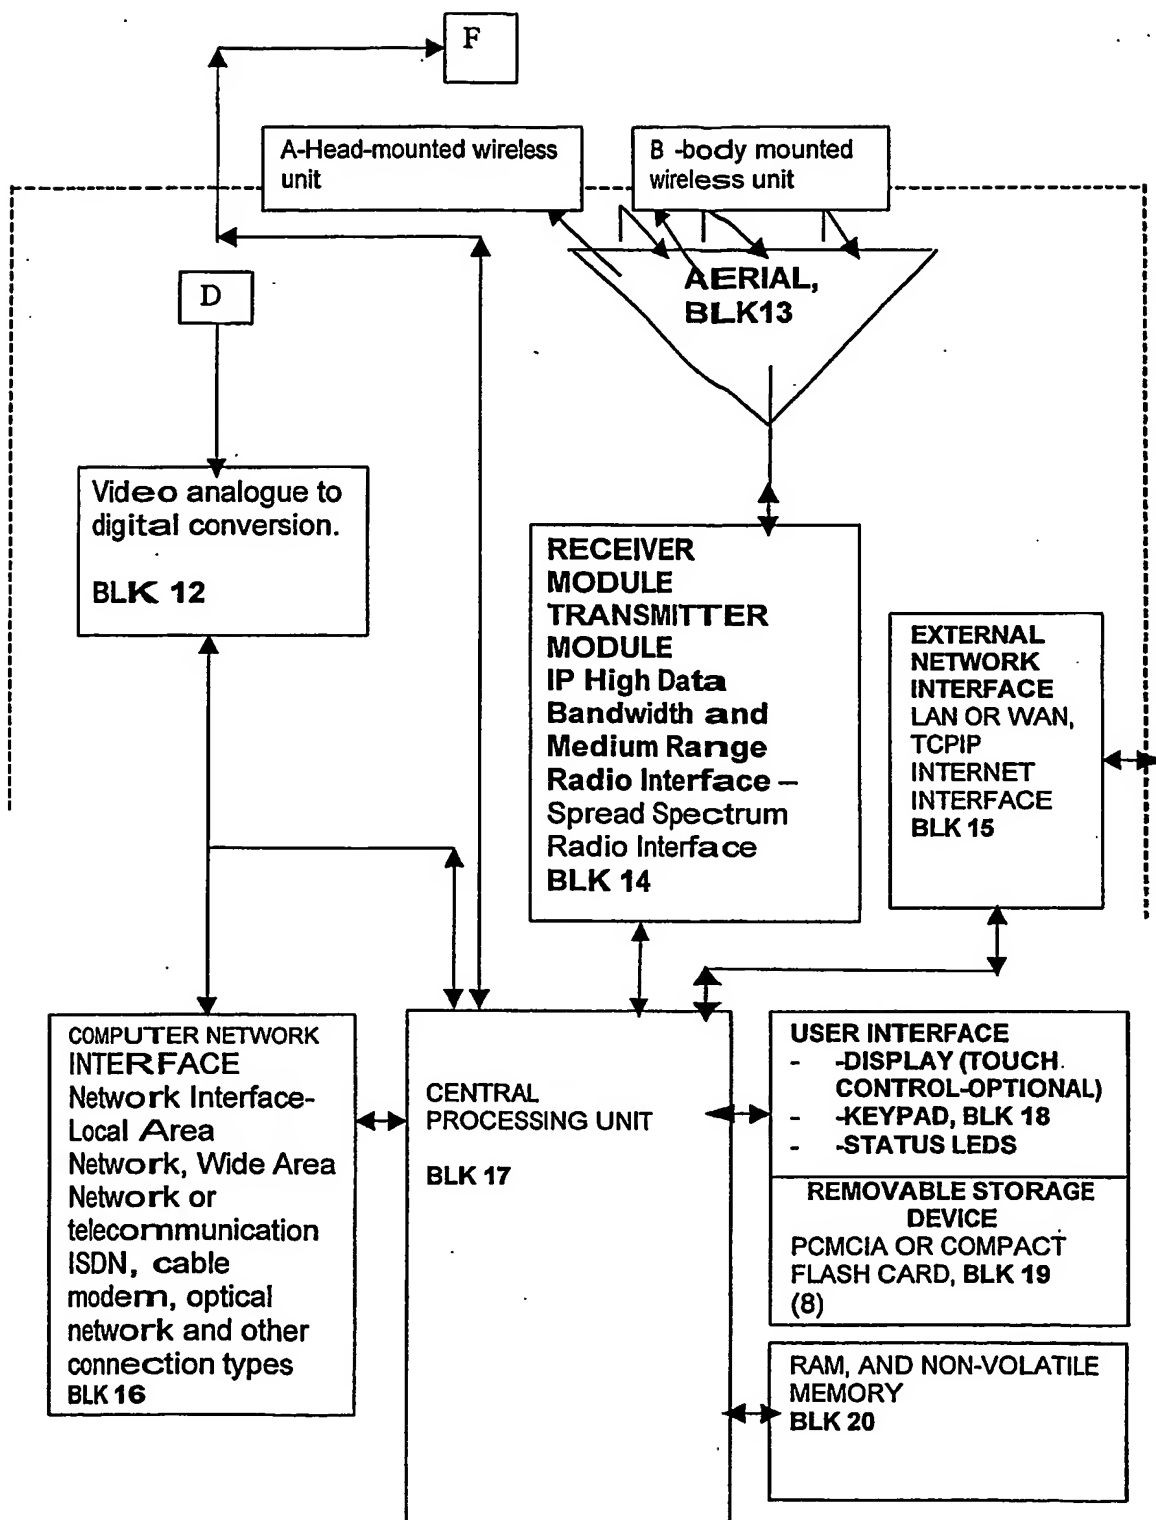 F
A-Head-mounted wireless
unit
B -body mounted
wireless unit
D
AERIAL,
BLK13
Video analogue to
digital conversion.
BLK 12
RECEIVER
MODULE
TRANSMITTER
MODULE
IP High Data
Bandwidth and
Medium Range
Radio Interface –
Spread Spectrum
Radio Interface
BLK 14
EXTERNAL
NETWORK
INTERFACE
LAN OR WAN,
TCPIP
INTERNET
INTERFACE
BLK 15
COMPUTER NETWORK
INTERFACE
Network Interface-
Local Area
Network, Wide Area
Network or
telecommunication
ISDN, cable
modem, optical
network and other
connection types
BLK 16
CENTRAL
PROCESSING UNIT
BLK 17
USER INTERFACE
- -DISPLAY (TOUCH
CONTROL-OPTIONAL)
- -KEYPAD, BLK 18
- -STATUS LEDS
REMOVABLE STORAGE
DEVICE
PCMCIA OR COMPACT
FLASH CARD, BLK 19
(8)
RAM, AND NON-VOLATILE
MEMORY
BLK 20